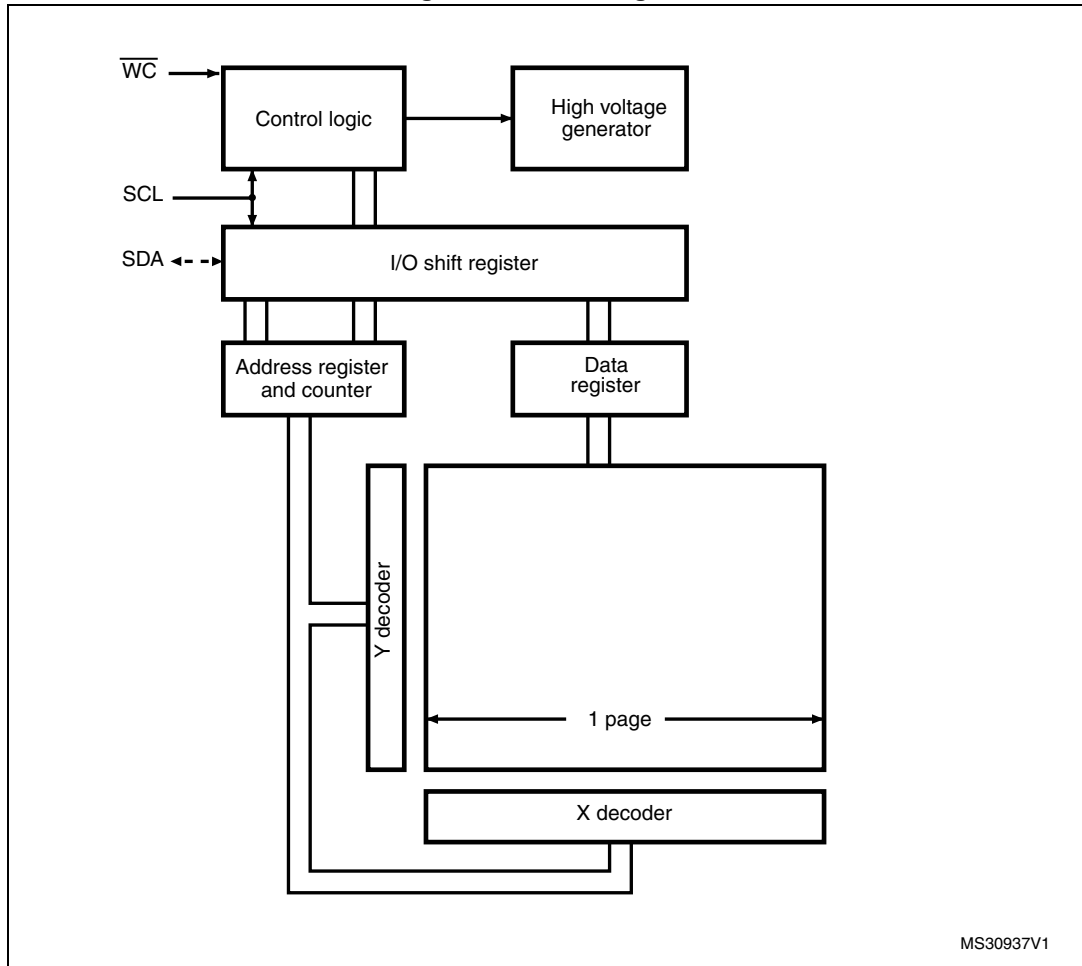 W̅C̅
Control logic
High voltage
generator
SCL
SDA
I/O shift register
Address register
and counter
Data
register
Y decoder
1 page
X decoder
MS30937V1